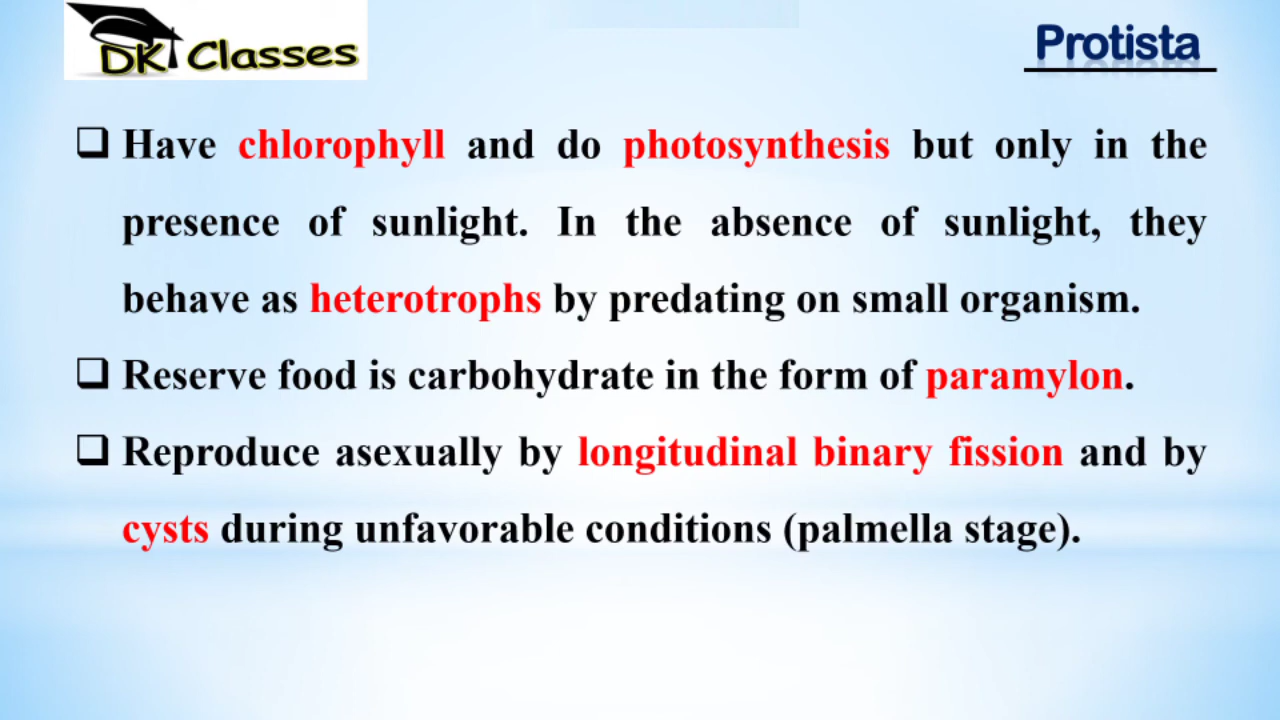 DK Classes
Protista
❑ Have chlorophyll and do photosynthesis but only in the
presence of sunlight. In the absence of sunlight, they
behave as heterotrophs by predating on small organism.
❑ Reserve food is carbohydrate in the form of paramylon.
❑ Reproduce asexually by longitudinal binary fission and by
cysts during unfavorable conditions (palmella stage).